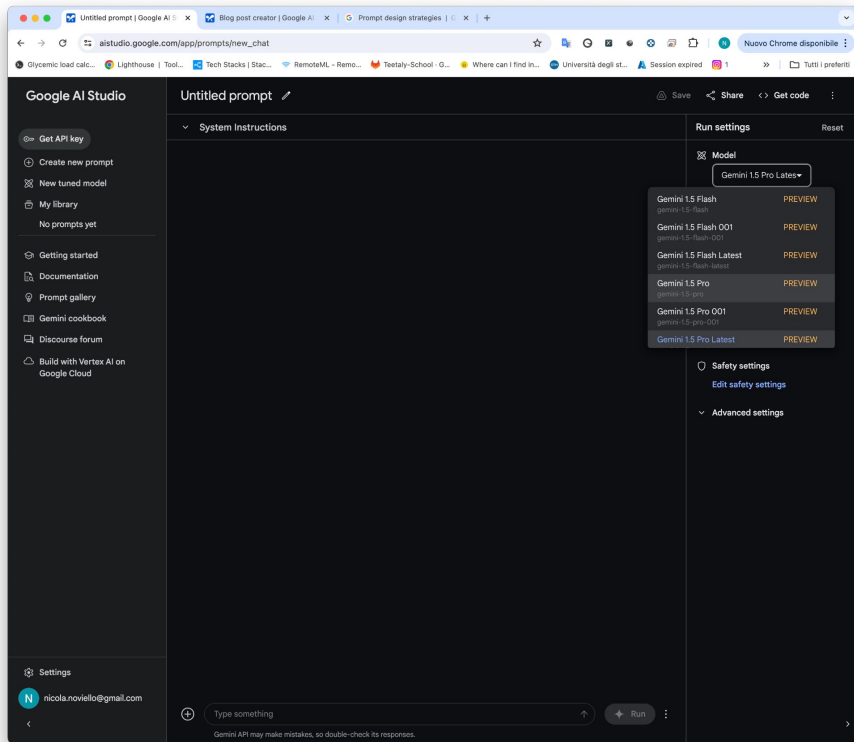 Untitled prompt | Google AI S
Blog post creator | Google AI
Prompt design strategies | G
aistudio.google.com/app/prompts/new_chat
Nuovo Chrome disponibile
Glycemic load calc...
Lighthouse | Tool...
Tech Stacks | Stac...
RemoteML - Remo...
Teetaly-School · G...
Where can I find in...
Università degli st...
Session expired
1
Tutti i preferiti
Google AI Studio
Untitled prompt
Save
Share
Get code
Get API key
Create new prompt
New tuned model
My library
No prompts yet
Getting started
Documentation
Prompt gallery
Gemini cookbook
Discourse forum
Build with Vertex AI on
Google Cloud
System Instructions
Run settings
Reset
Model
Gemini 1.5 Pro Lates
Gemini 1.5 Flash PREVIEW
gemini-1.5-flash
Gemini 1.5 Flash 001 PREVIEW
gemini-1.5-flash-001
Gemini 1.5 Flash Latest PREVIEW
gemini-1.5-flash-latest
Gemini 1.5 Pro PREVIEW
gemini-1.5-pro
Gemini 1.5 Pro 001 PREVIEW
gemini-1.5-pro-001
Gemini 1.5 Pro Latest PREVIEW
Safety settings
Edit safety settings
Advanced settings
Settings
N nicola.noviello@gmail.com
Type something
Run
Gemini API may make mistakes, so double-check its responses.